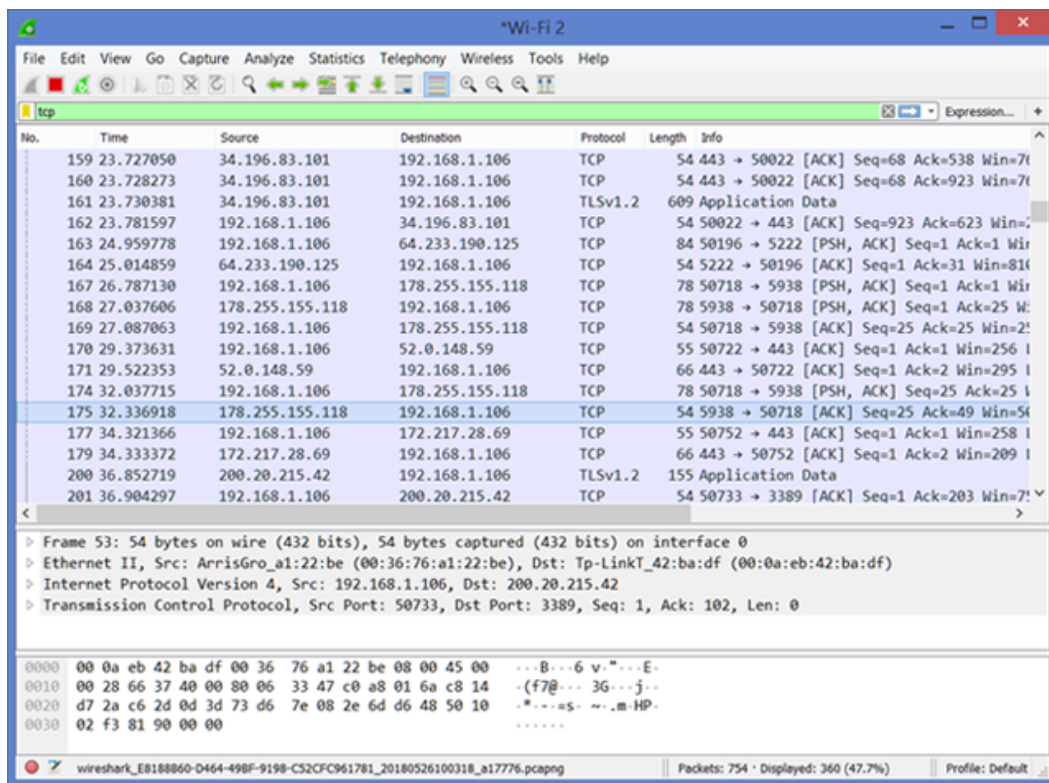 *Wi-Fi 2
File Edit View Go Capture Analyze Statistics Telephony Wireless Tools Help
tcp Expression... +
No. Time Source Destination Protocol Length Info
159 23.727050 34.196.83.101 192.168.1.106 TCP 54 443 → 50022 [ACK] Seq=68 Ack=538 Win=76
160 23.728273 34.196.83.101 192.168.1.106 TCP 54 443 → 50022 [ACK] Seq=68 Ack=923 Win=76
161 23.730381 34.196.83.101 192.168.1.106 TLSv1.2 609 Application Data
162 23.781597 192.168.1.106 34.196.83.101 TCP 54 50022 → 443 [ACK] Seq=923 Ack=623 Win=
163 24.959778 192.168.1.106 64.233.190.125 TCP 84 50196 → 5222 [PSH, ACK] Seq=1 Ack=1 Win
164 25.014859 64.233.190.125 192.168.1.106 TCP 54 5222 → 50196 [ACK] Seq=1 Ack=31 Win=816
167 26.787130 192.168.1.106 178.255.155.118 TCP 78 50718 → 5938 [PSH, ACK] Seq=1 Ack=1 Win
168 27.037606 178.255.155.118 192.168.1.106 TCP 78 5938 → 50718 [PSH, ACK] Seq=1 Ack=25 W
169 27.087063 192.168.1.106 178.255.155.118 TCP 54 50718 → 5938 [ACK] Seq=25 Ack=25 Win=25
170 29.373631 192.168.1.106 52.0.148.59 TCP 55 50722 → 443 [ACK] Seq=1 Ack=1 Win=256
171 29.522353 52.0.148.59 192.168.1.106 TCP 66 443 → 50722 [ACK] Seq=1 Ack=2 Win=295
174 32.037715 192.168.1.106 178.255.155.118 TCP 78 50718 → 5938 [PSH, ACK] Seq=25 Ack=25
175 32.336918 178.255.155.118 192.168.1.106 TCP 54 5938 → 50718 [ACK] Seq=25 Ack=49 Win=50
177 34.321366 192.168.1.106 172.217.28.69 TCP 55 50752 → 443 [ACK] Seq=1 Ack=1 Win=258
179 34.333372 172.217.28.69 192.168.1.106 TCP 66 443 → 50752 [ACK] Seq=1 Ack=2 Win=209
200 36.852719 200.20.215.42 192.168.1.106 TLSv1.2 155 Application Data
201 36.904297 192.168.1.106 200.20.215.42 TCP 54 50733 → 3389 [ACK] Seq=1 Ack=203 Win=75
Frame 53: 54 bytes on wire (432 bits), 54 bytes captured (432 bits) on interface 0
Ethernet II, Src: ArrisGro_a1:22:be (00:36:76:a1:22:be), Dst: Tp-LinkT_42:ba:df (00:0a:eb:42:ba:df)
Internet Protocol Version 4, Src: 192.168.1.106, Dst: 200.20.215.42
Transmission Control Protocol, Src Port: 50733, Dst Port: 3389, Seq: 1, Ack: 102, Len: 0
0000 00 0a eb 42 ba df 00 36 76 a1 22 be 08 00 45 00 ···B···6 v·"···E·
0010 00 28 66 37 40 00 80 06 33 47 c0 a8 01 6a c8 14 ·(f7@··· 3G···j··
0020 d7 2a c6 2d 0d 3d 73 d6 7e 08 2e 6d d6 48 50 10 ·*·-·=s· ~·.m·HP·
0030 02 f3 81 90 00 00 ······
wireshark_E8188860-D464-49BF-9198-C52CFC961781_20180526100318_a17776.pcapng Packets: 754 · Displayed: 360 (47.7%) Profile: Default